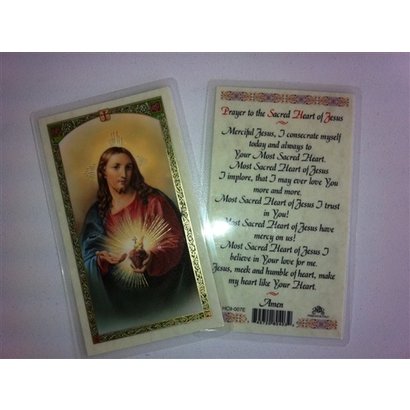 Prayer to the Sacred Heart of Jesus
Merciful Jesus, I consecrate myself
today and always to
Your Most Sacred Heart.
Most Sacred Heart of Jesus
I implore, that I may ever love You
more and more.
Most Sacred Heart of Jesus I trust
in You!
Most Sacred Heart of Jesus have
mercy on us!
Most Sacred Heart of Jesus I
believe in Your love for me.
Jesus, meek and humble of heart, make
my heart like Your Heart.
Amen